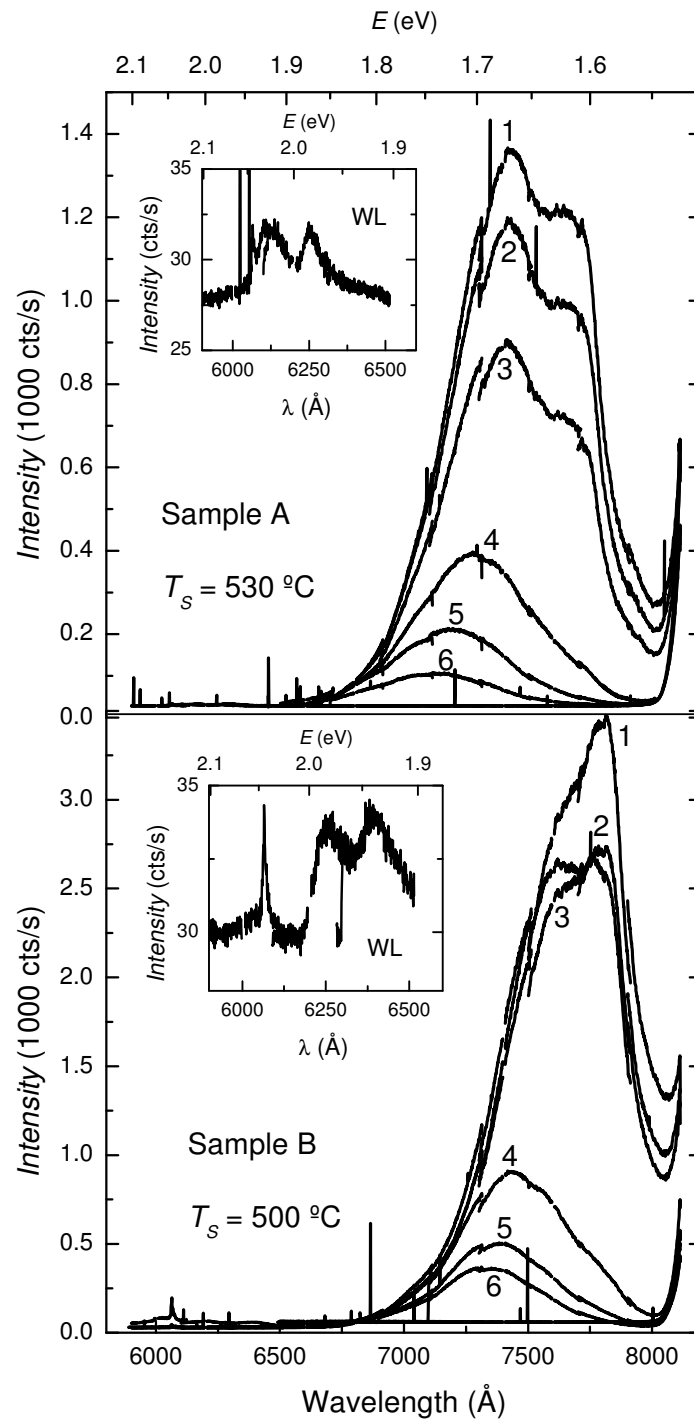 E (eV)
2.1 2.0 1.9 1.8 1.7 1.6
1.4
1.2
1.0
0.8
0.6
0.4
0.2
0.0
Intensity (1000 cts/s)
E (eV)
2.1 2.0 1.9
35
30
25
Intensity (cts/s)
WL
6000 6250 6500
λ (Å)
1
2
3
4
5
6
Sample A
T_S = 530 ºC
3.0
2.5
2.0
1.5
1.0
0.5
0.0
Intensity (1000 cts/s)
E (eV)
2.1 2.0 1.9
35
30
Intensity (cts/s)
WL
6000 6250 6500
λ (Å)
1
2
3
4
5
6
Sample B
T_S = 500 ºC
6000 6500 7000 7500 8000
Wavelength (Å)